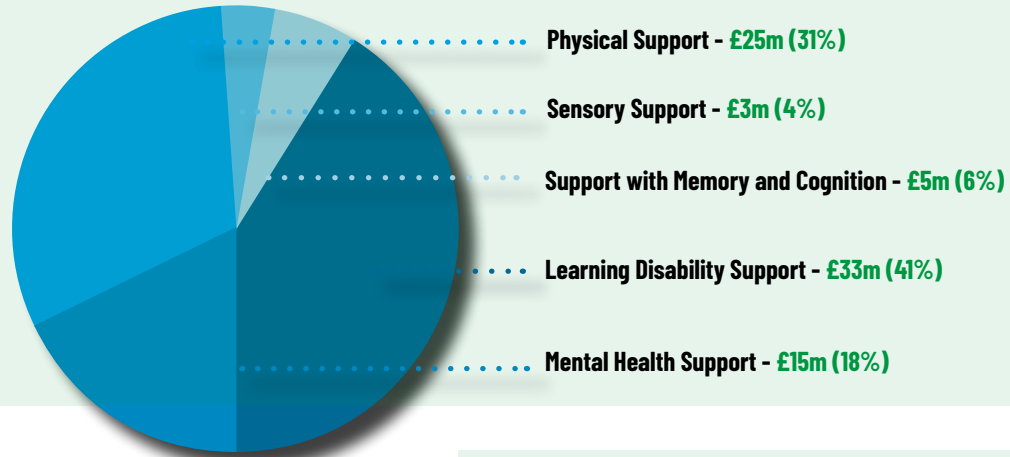 Physical Support - £25m (31%)
Sensory Support - £3m (4%)
Support with Memory and Cognition - £5m (6%)
Learning Disability Support - £33m (41%)
Mental Health Support - £15m (18%)